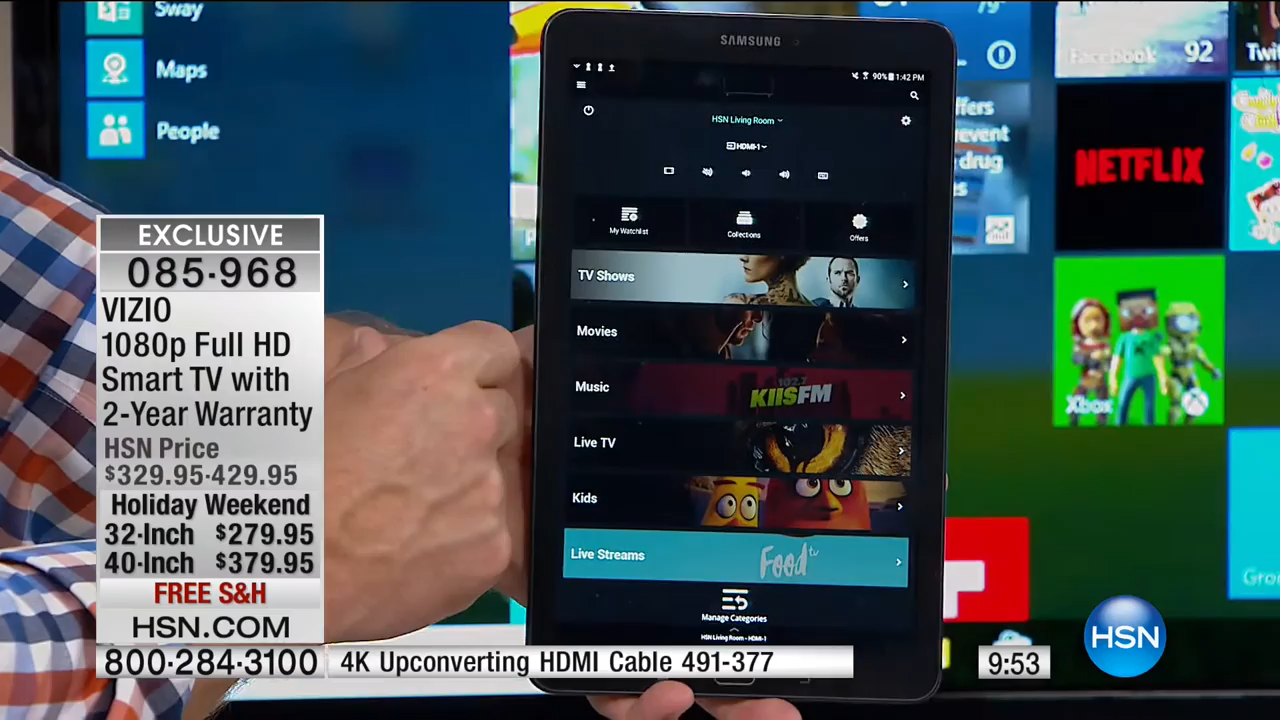 Sway
Maps
People
SAMSUNG
90% 1:42 PM
HSN Living Room
HDMI-1
My Watchlist
Collections
Offers
TV Shows
Movies
Music
102.7
KIISFM
Live TV
Kids
Live Streams
Food tv
Manage Categories
HSN Living Room - HDMI-1
79°
Facebook 92
NETFLIX
Xbox
EXCLUSIVE
085-968
VIZIO
1080p Full HD
Smart TV with
2-Year Warranty
HSN Price
$329.95-429.95
Holiday Weekend
32-Inch $279.95
40-Inch $379.95
FREE S&H
HSN.COM
800-284-3100
4K Upconverting HDMI Cable 491-377
9:53
HSN